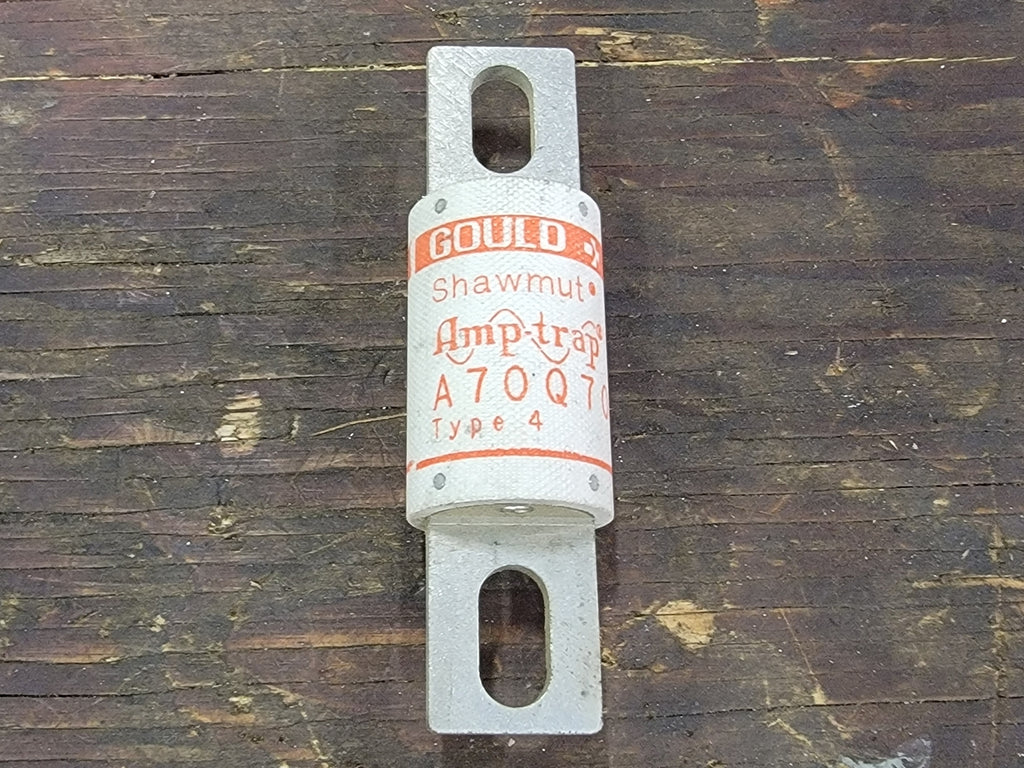 GOULD
Shawmut
Amp-trap®
A70Q70
Type 4